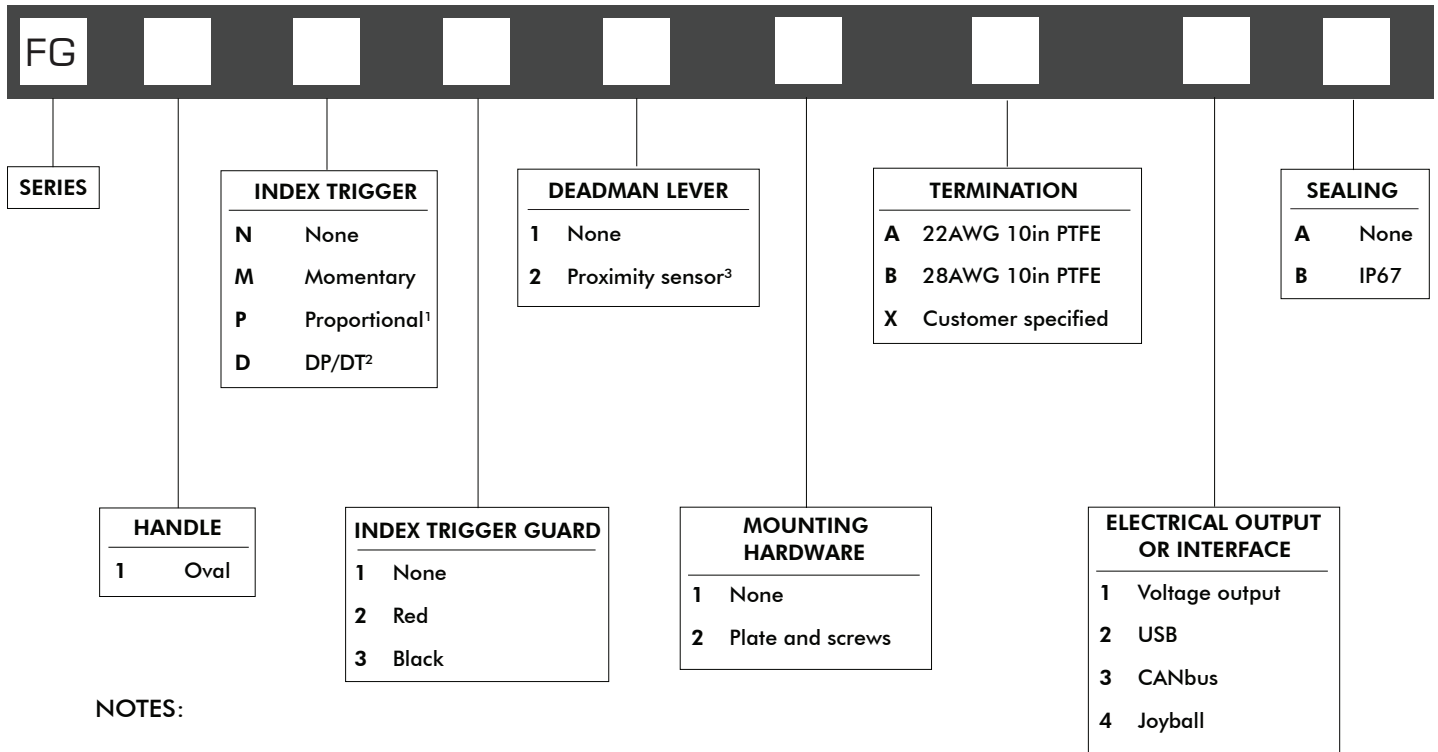 FG
SERIES
INDEX TRIGGER
N None
M Momentary
P Proportional¹
D DP/DT²
DEADMAN LEVER
1 None
2 Proximity sensor³
TERMINATION
A 22AWG 10in PTFE
B 28AWG 10in PTFE
X Customer specified
SEALING
A None
B IP67
HANDLE
1 Oval
INDEX TRIGGER GUARD
1 None
2 Red
3 Black
MOUNTING
HARDWARE
1 None
2 Plate and screws
ELECTRICAL OUTPUT
OR INTERFACE
1 Voltage output
2 USB
3 CANbus
4 Joyball
NOTES: